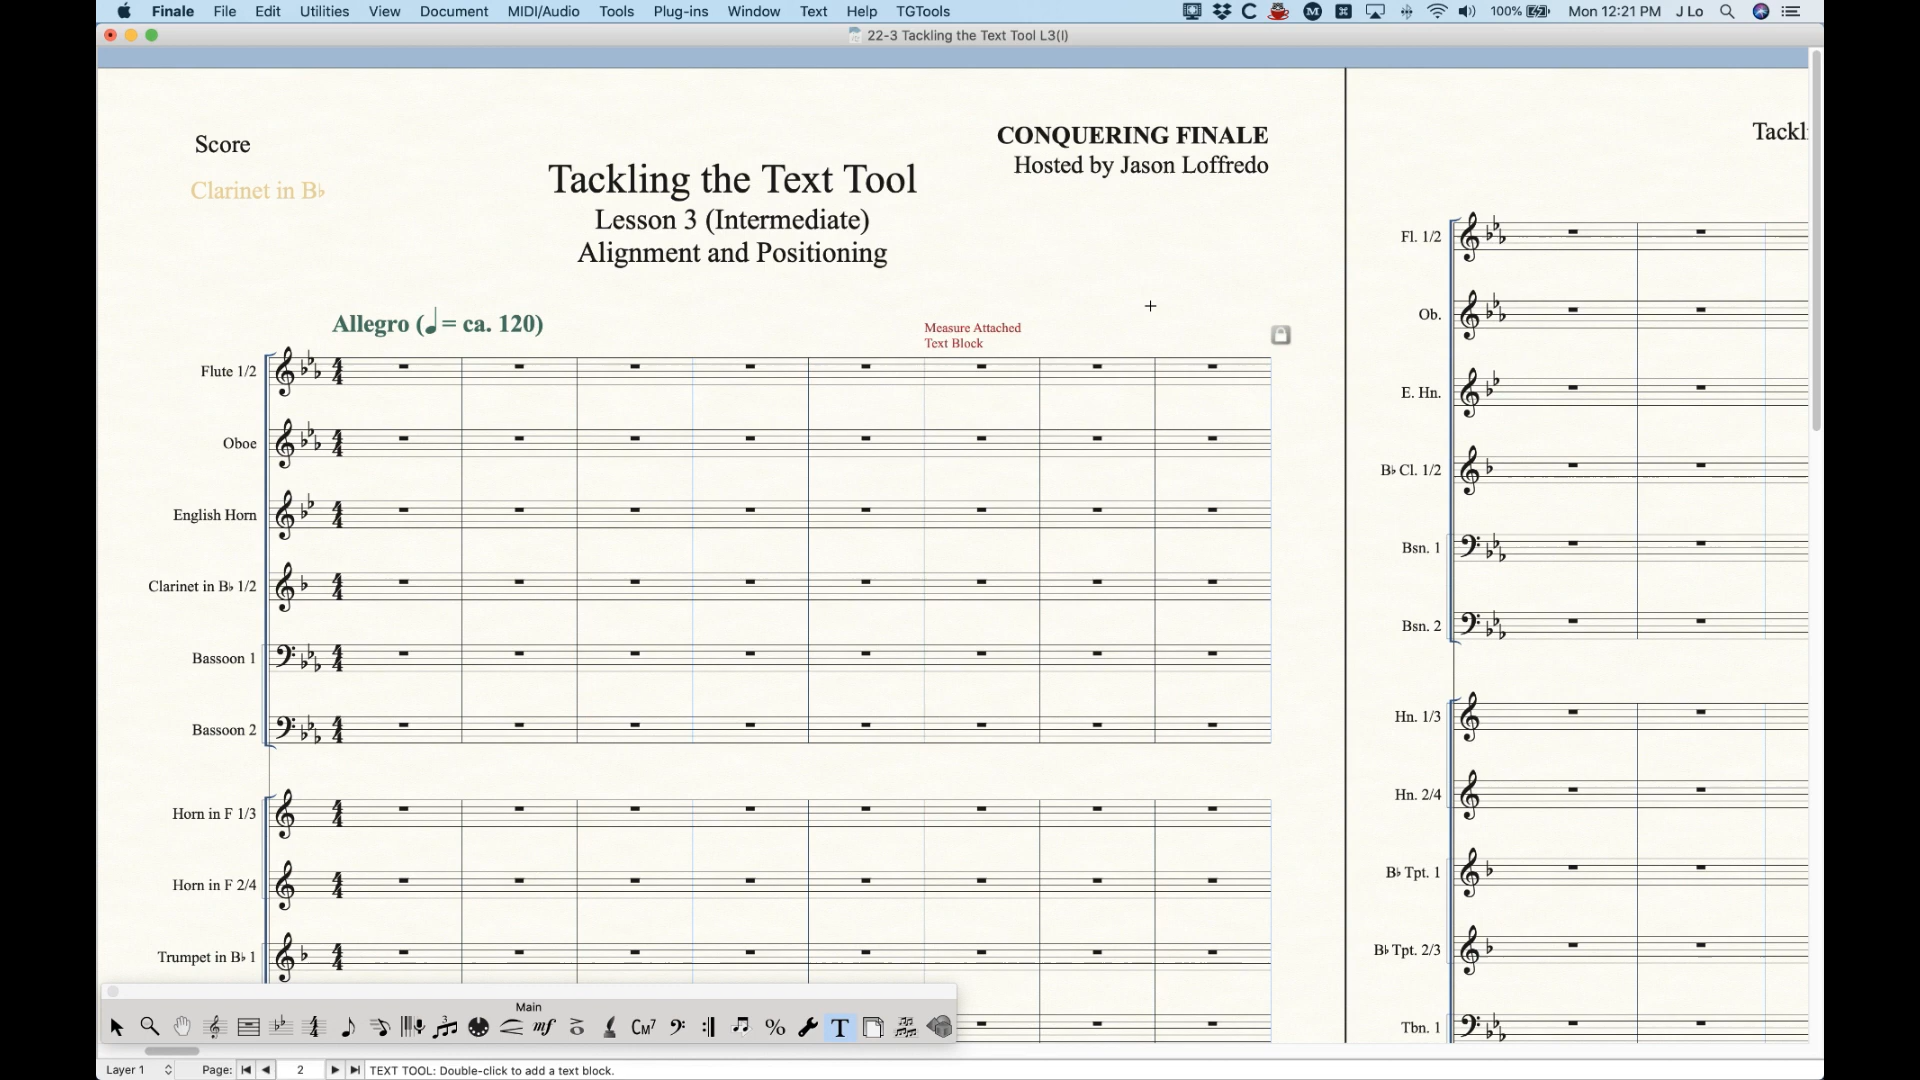 Finale File Edit Utilities View Document MIDI/Audio Tools Plug-ins Window Text Help TGTools 100% Mon 12:21 PM J Lo
22-3 Tackling the Text Tool L3(I)
Score
CONQUERING FINALE
Hosted by Jason Loffredo
Clarinet in B♭
Tackling the Text Tool
Lesson 3 (Intermediate)
Alignment and Positioning
Allegro (♩= ca. 120)
Measure Attached
Text Block
Flute 1/2
Oboe
English Horn
Clarinet in B♭ 1/2
Bassoon 1
Bassoon 2
Horn in F 1/3
Horn in F 2/4
Trumpet in B♭ 1
Fl. 1/2
Ob.
E. Hn.
B♭ Cl. 1/2
Bsn. 1
Bsn. 2
Hn. 1/3
Hn. 2/4
B♭ Tpt. 1
B♭ Tpt. 2/3
Tbn. 1
Main
mf CM7 % T
Layer 1 Page: 2 TEXT TOOL: Double-click to add a text block.